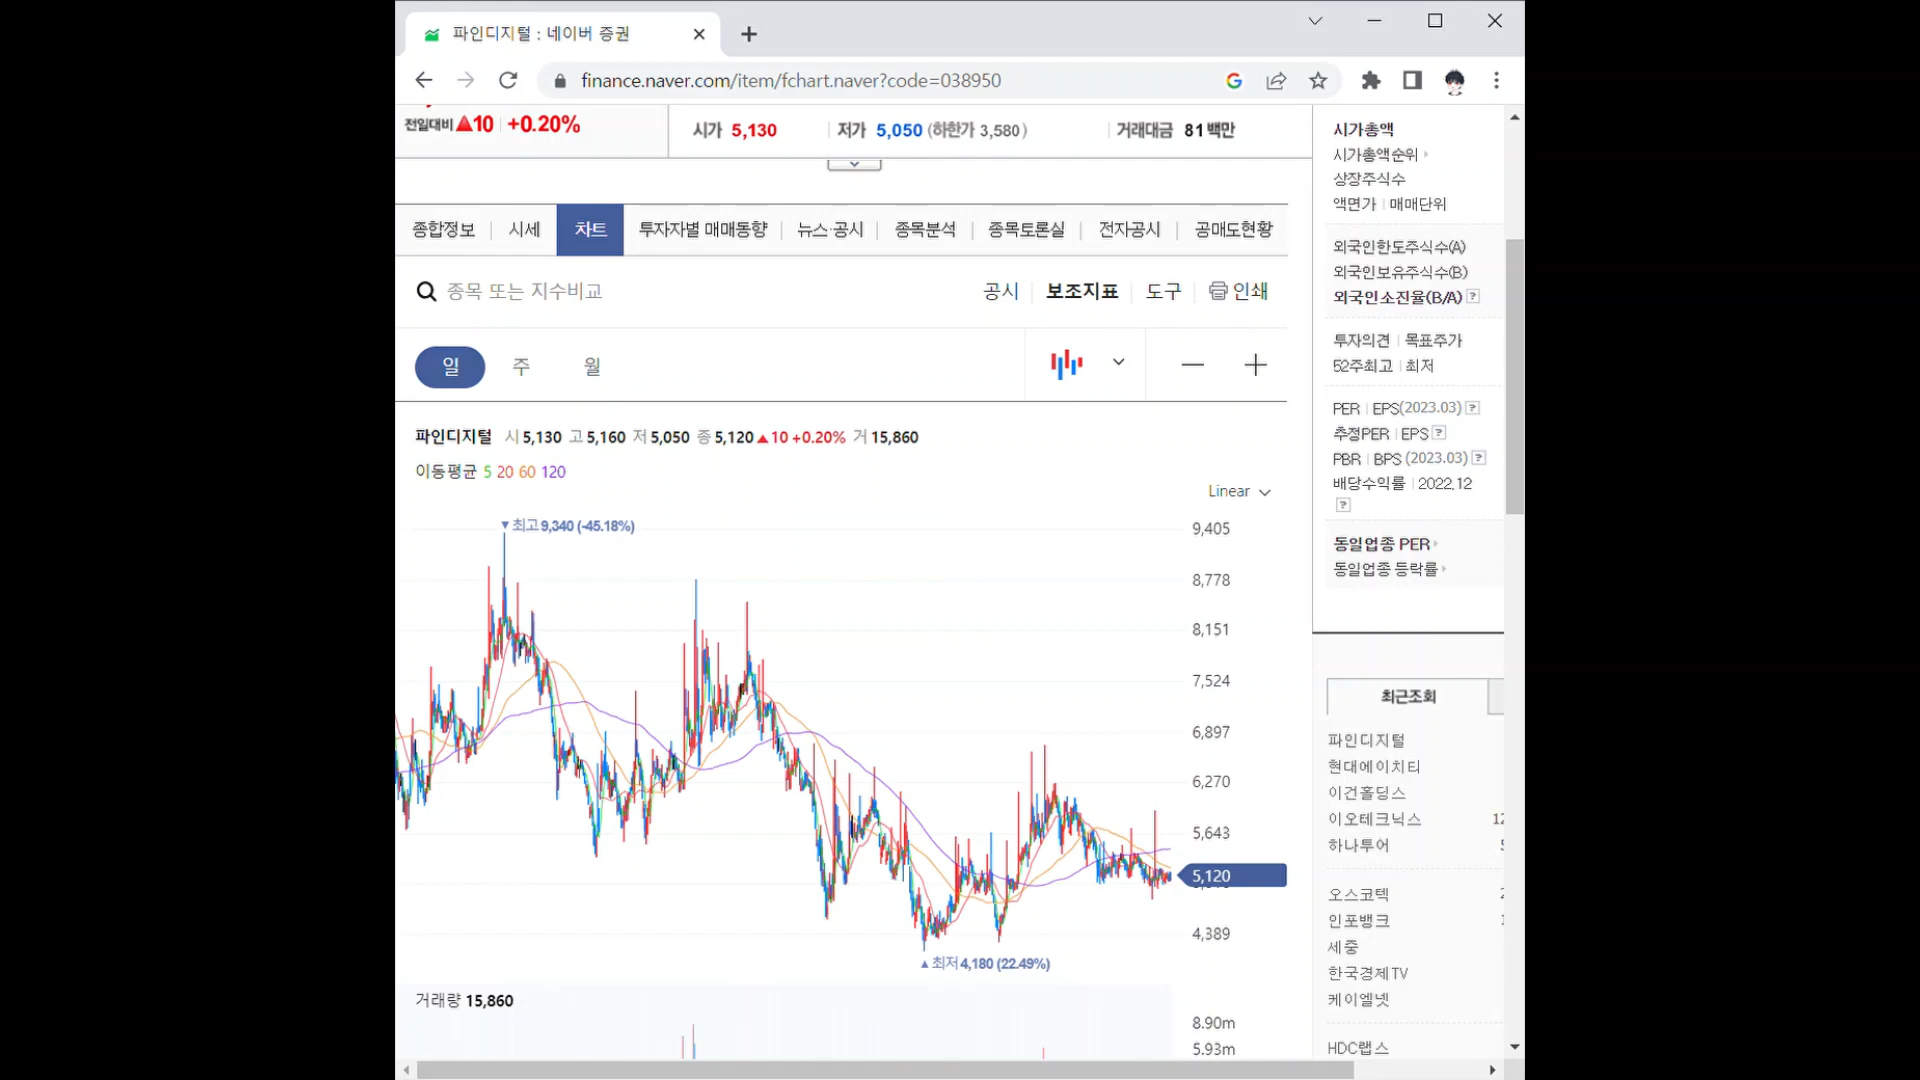 파인디지털 : 네이버 증권
finance.naver.com/item/fchart.naver?code=038950
전일대비 ▲10 +0.20%
시가 5,130 저가 5,050 (하한가 3,580) 거래대금 81 백만
종합정보 시세 차트 투자자별 매매동향 뉴스·공시 종목분석 종목토론실 전자공시 공매도현황
종목 또는 지수비교 공시 보조지표 도구 인쇄
일 주 월
파인디지털 시 5,130 고 5,160 저 5,050 종 5,120 ▲10 +0.20% 거 15,860
이동평균 5 20 60 120
Linear
▼최고 9,340 (-45.18%)
9,405
8,778
8,151
7,524
6,897
6,270
5,643
5,120
4,389
▲최저 4,180 (22.49%)
거래량 15,860
8.90m
5.93m
시가총액
시가총액순위
상장주식수
액면가 매매단위
외국인한도주식수(A)
외국인보유주식수(B)
외국인소진율(B/A) ?
투자의견 목표주가
52주최고 최저
PER EPS(2023.03) ?
추정PER EPS ?
PBR BPS (2023.03) ?
배당수익률 2022.12
?
동일업종 PER
동일업종 등락률
최근조회
파인디지털
현대에이치티
이건홀딩스
이오테크닉스
하나투어
오스코텍
인포뱅크
세중
한국경제TV
케이엘넷
HDC랩스